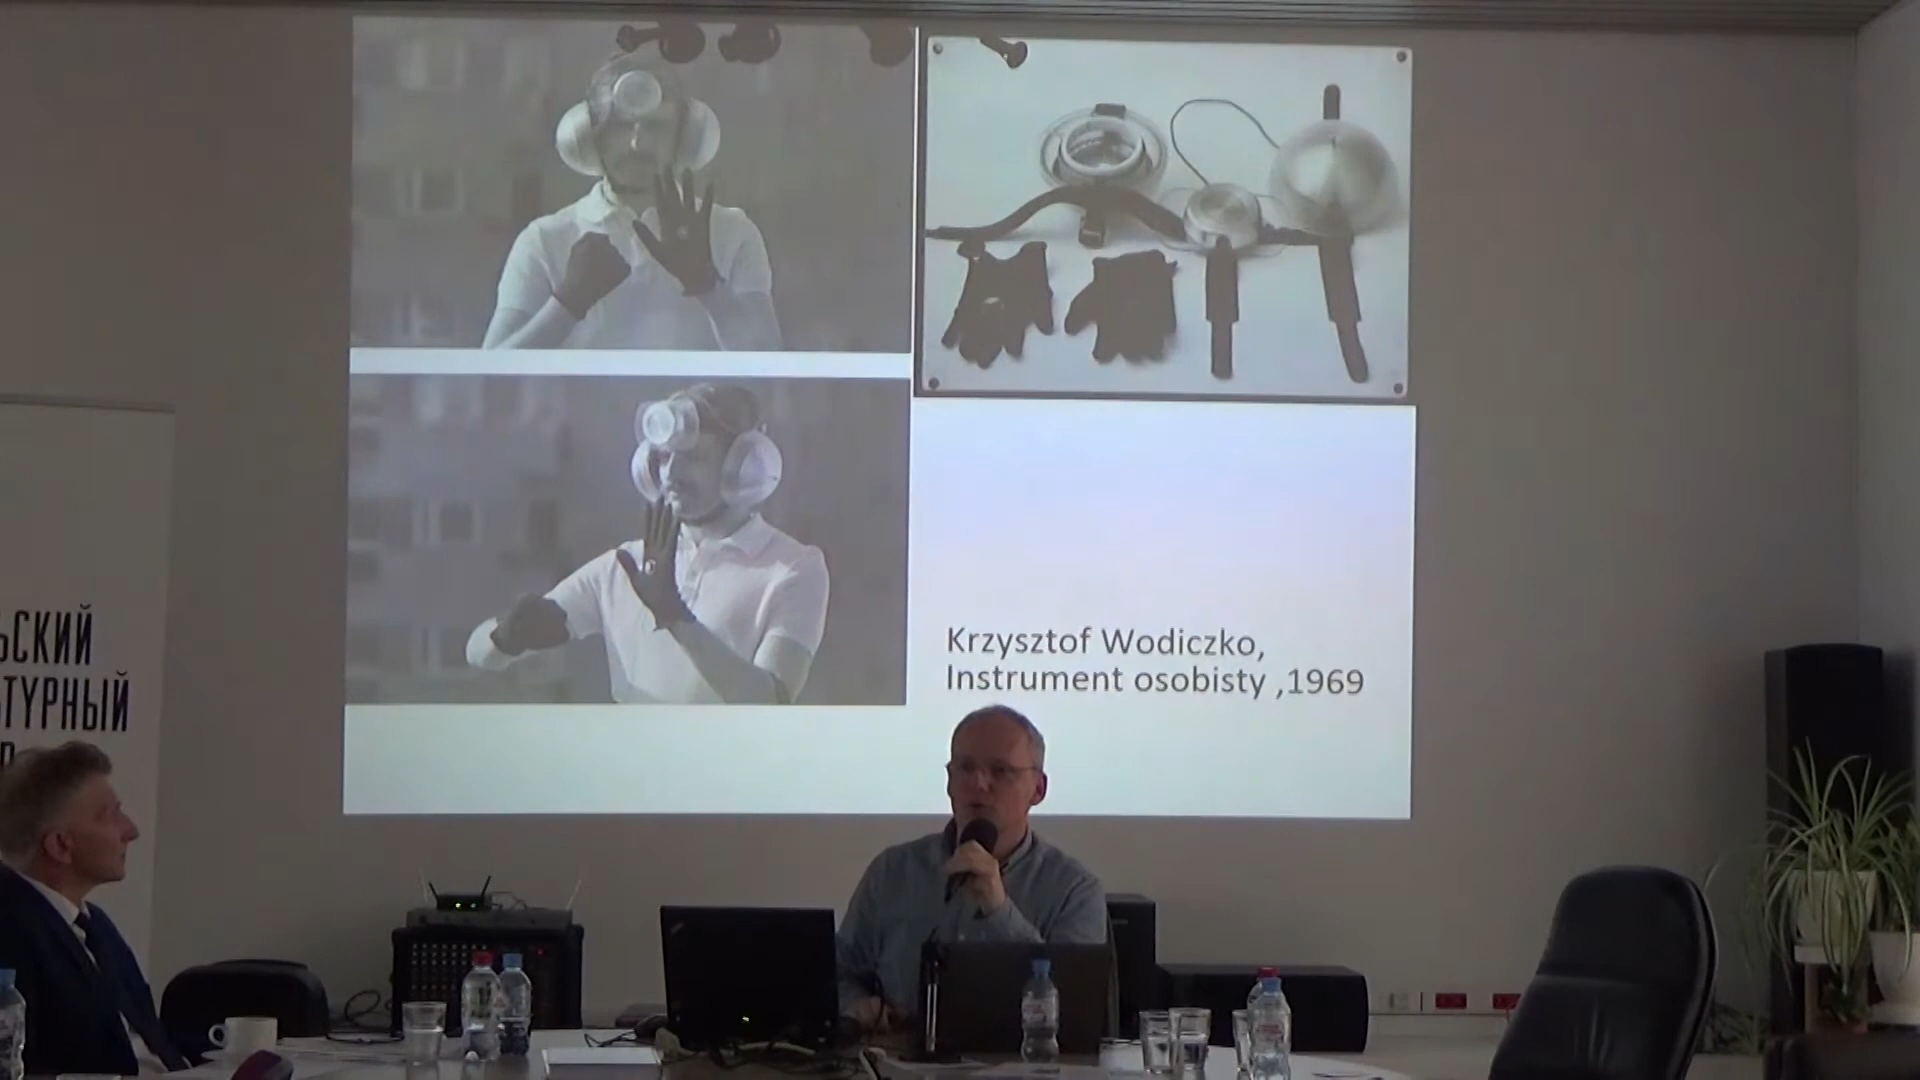 Krzysztof Wodiczko,
Instrument osobisty ,1969
ЬСКИЙ
ТУРНЫЙ